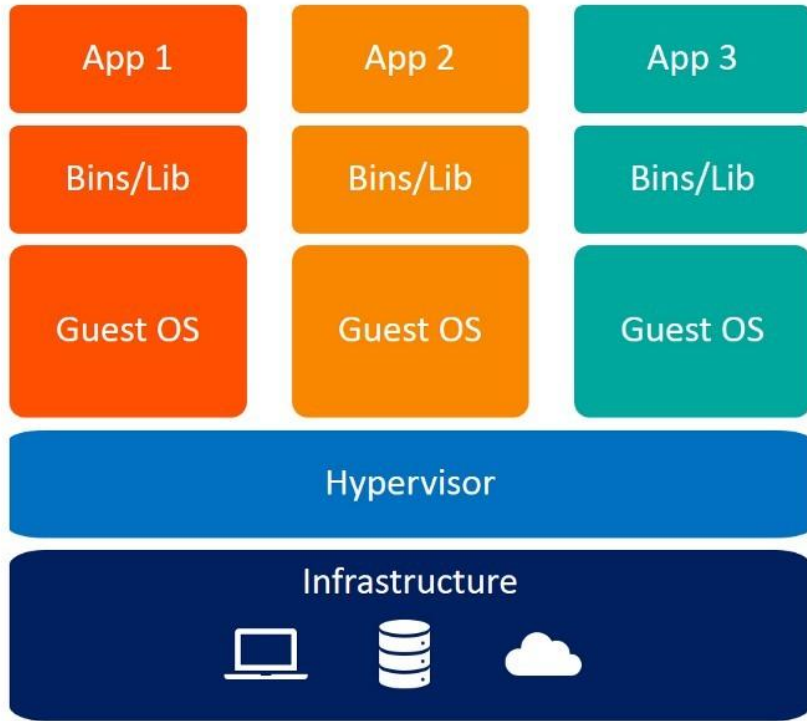 App 1
App 2
App 3
Bins/Lib
Bins/Lib
Bins/Lib
Guest OS
Guest OS
Guest OS
Hypervisor
Infrastructure